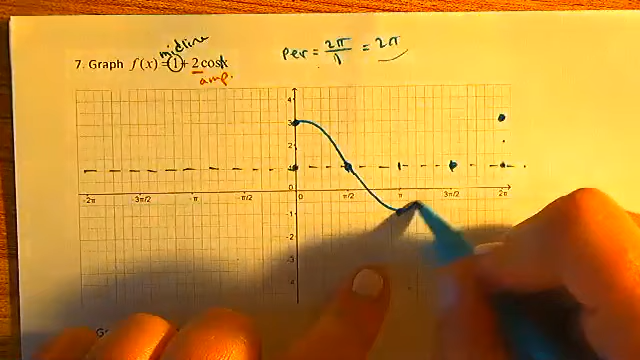 midline
Per = 2π/1 = 2π
7. Graph f(x) = 1 + 2 cos x
amp.
4
3
2
1
0
-2π -3π/2 -π π/2 π 3π/2 2π
-1
-2
-3
-4